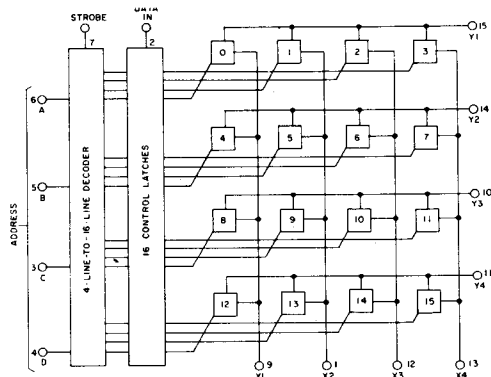 STROBE
DATA
IN
7
2
15
Y1
0
1
2
3
6
A
14
Y2
4
5
6
7
5
B
10
Y3
8
9
10
11
3
C
11
Y4
12
13
14
15
4
D
9
Y1
1
X2
12
X3
13
X4
ADDRESS
4-LINE-TO-16-LINE DECODER
16 CONTROL LATCHES